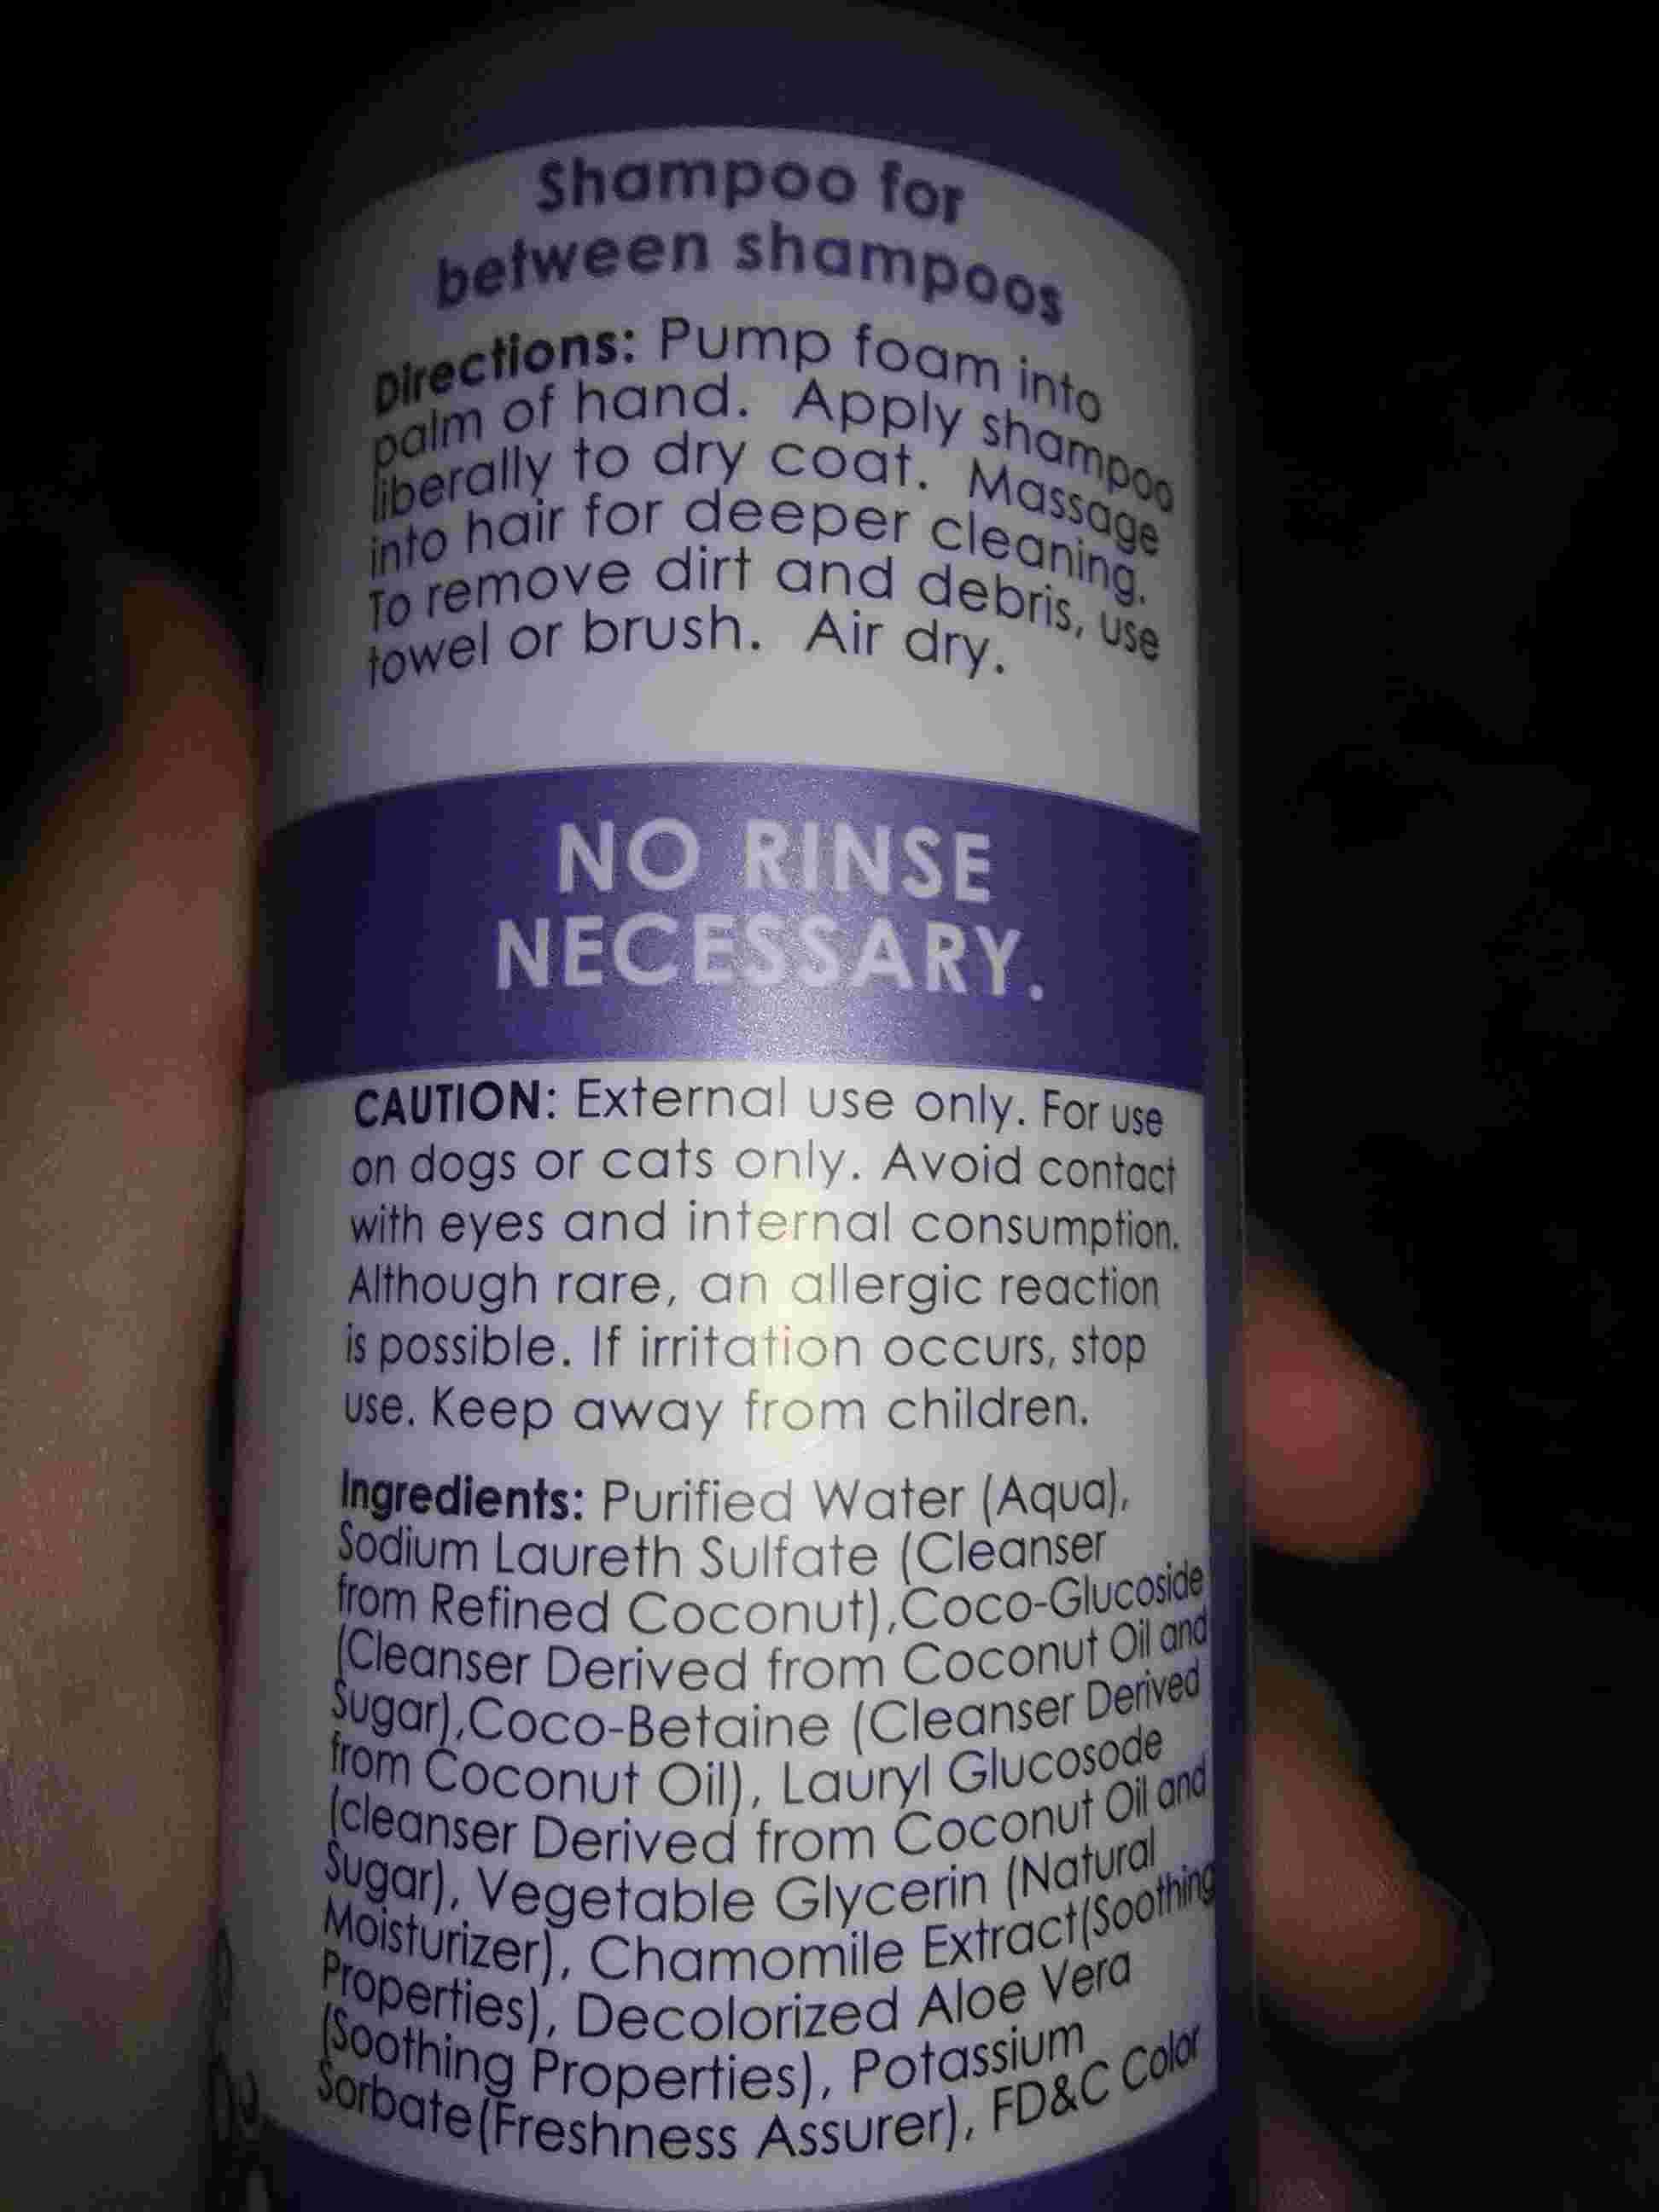 Shampoo for
between shampoos
Directions: Pump foam into
palm of hand. Apply shampoo
liberally to dry coat. Massage
into hair for deeper cleaning.
To remove dirt and debris, use
towel or brush. Air dry.
NO RINSE
NECESSARY.
CAUTION: External use only. For use
on dogs or cats only. Avoid contact
with eyes and internal consumption.
Although rare, an allergic reaction
is possible. If irritation occurs, stop
use. Keep away from children.
Ingredients: Purified Water (Aqua),
Sodium Laureth Sulfate (Cleanser
from Refined Coconut),Coco-Glucoside
(Cleanser Derived from Coconut Oil and
Sugar),Coco-Betaine (Cleanser Derived
from Coconut Oil), Lauryl Glucosode
(cleanser Derived from Coconut Oil and
Sugar), Vegetable Glycerin (Natural
Moisturizer), Chamomile Extract(Soothing
Properties), Decolorized Aloe Vera
(Soothing Properties), Potassium
Sorbate(Freshness Assurer), FD&C Color